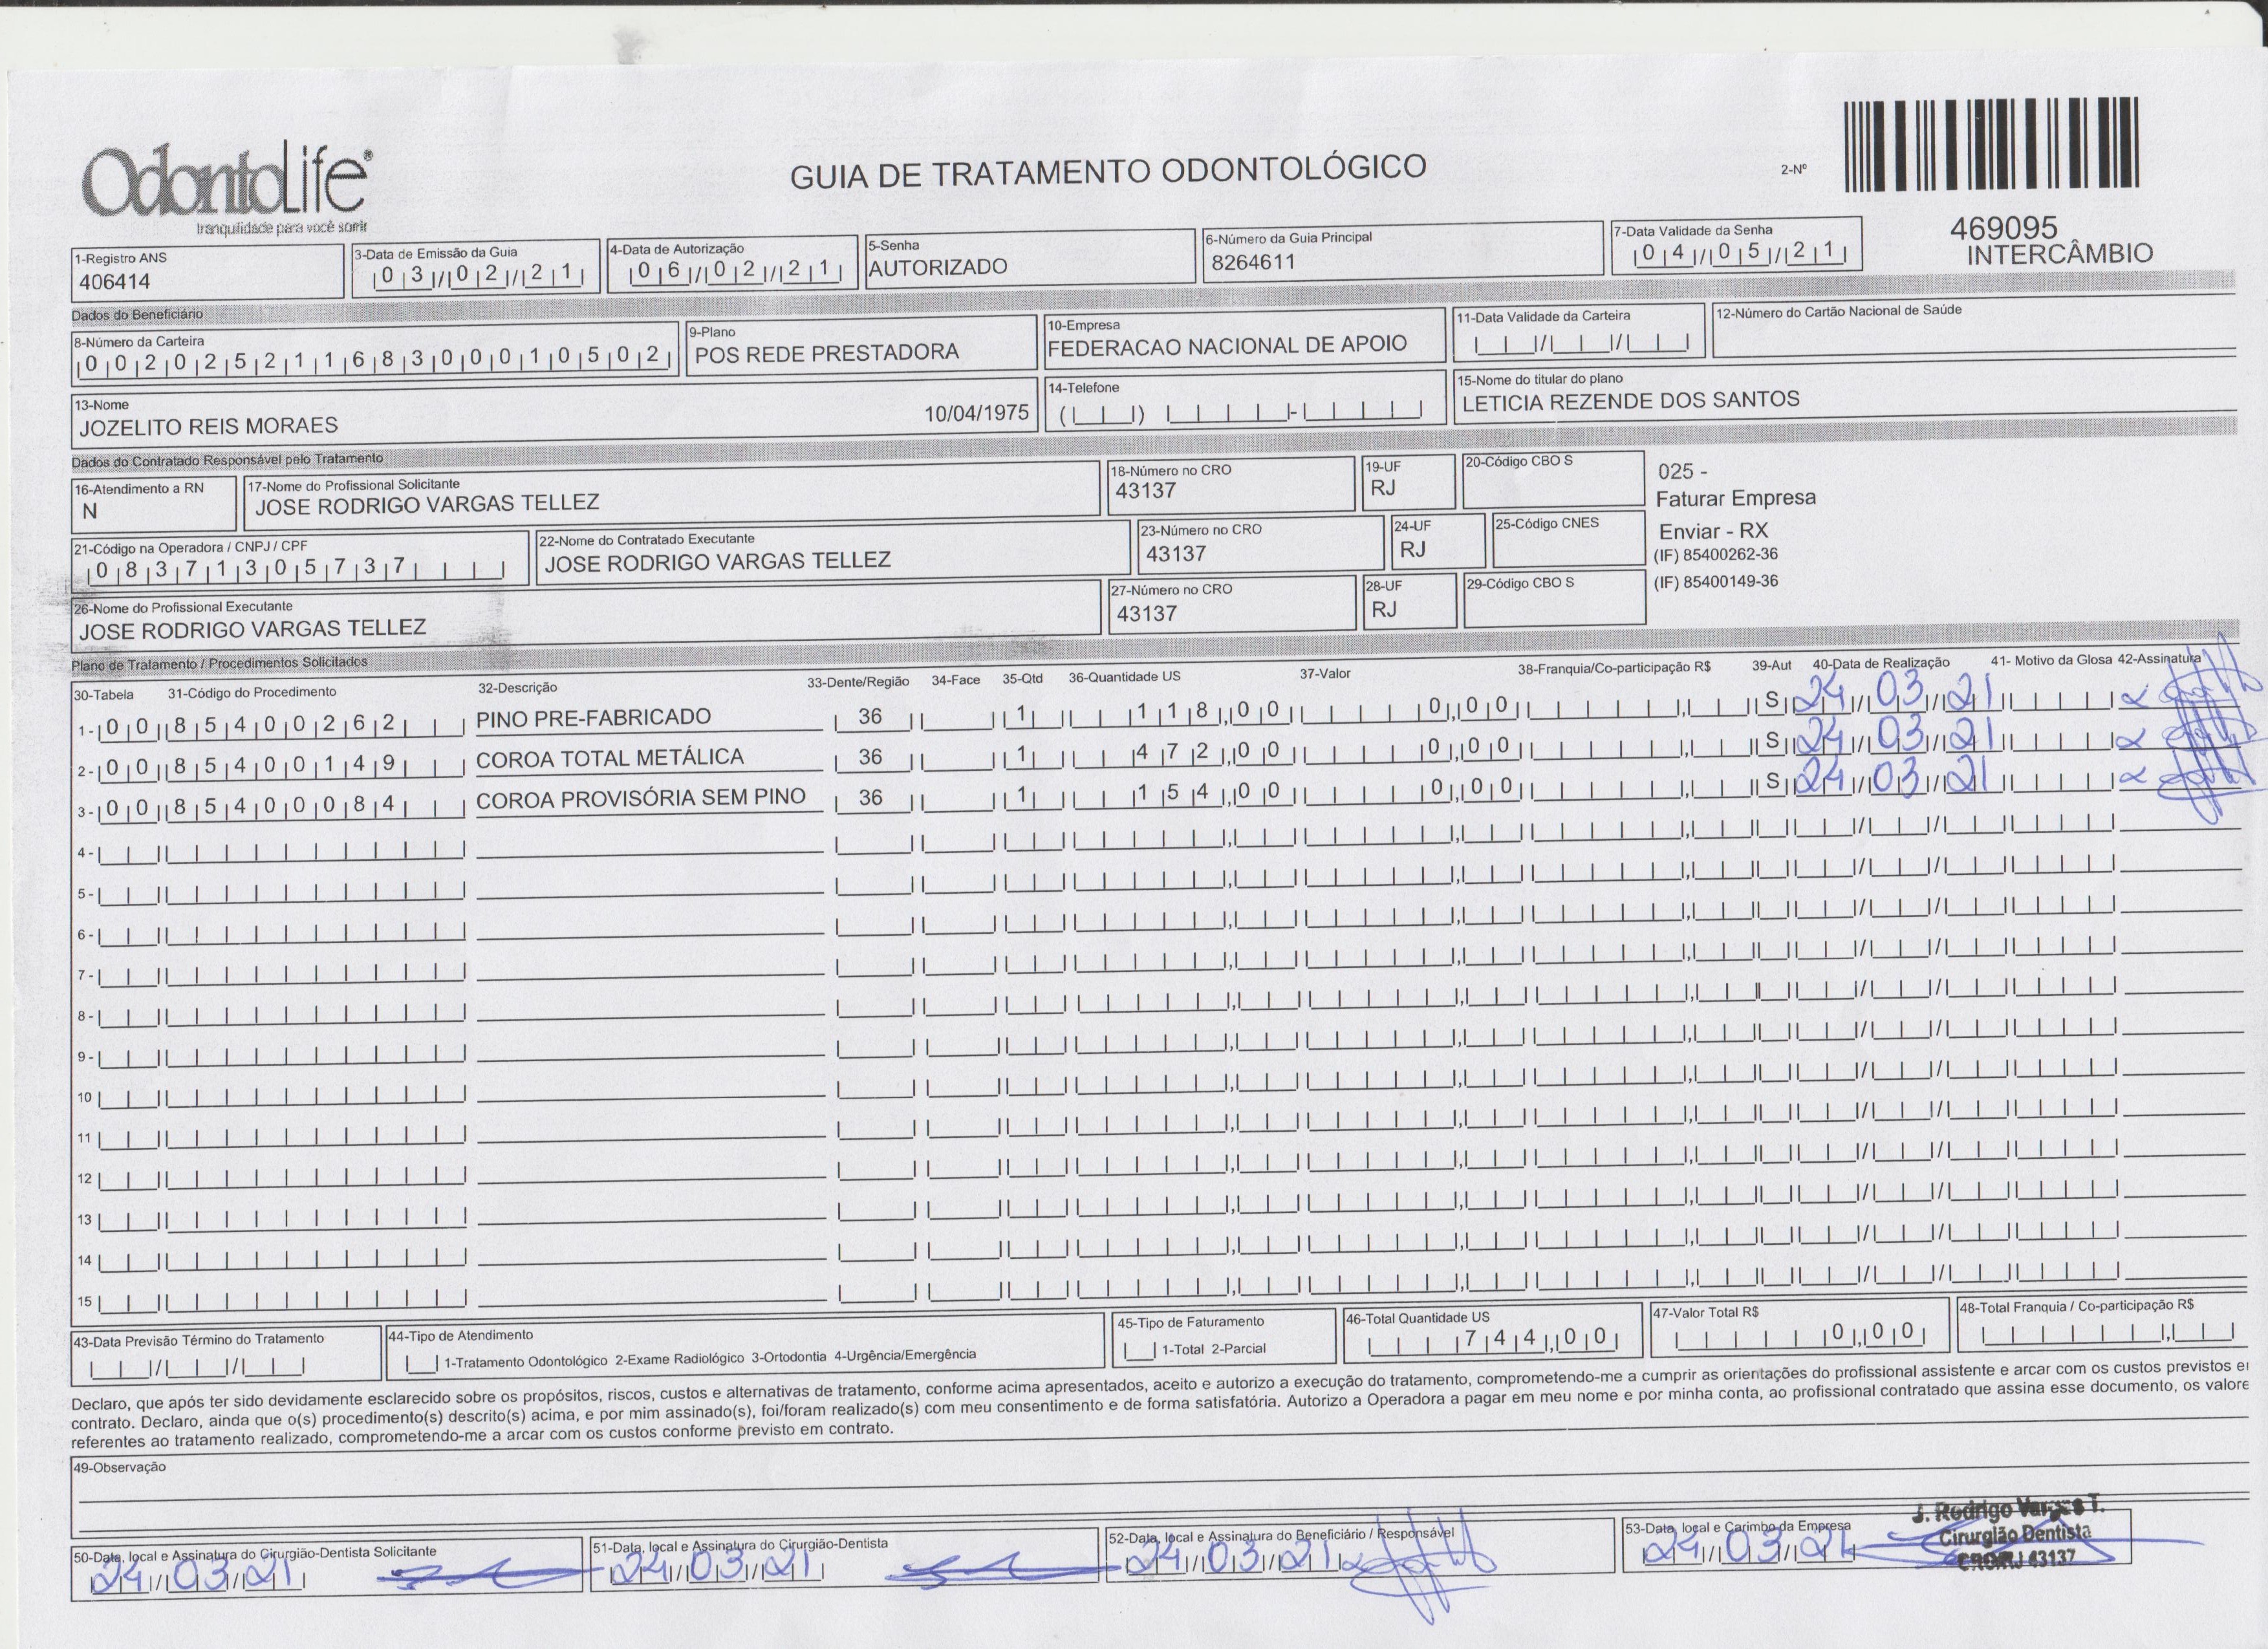 OdontoLife®
tranquilidade para você sorrir
GUIA DE TRATAMENTO ODONTOLÓGICO
2-Nº
469095
INTERCÂMBIO
1-Registro ANS
406414
3-Data de Emissão da Guia
03/02/21
4-Data de Autorização
06/02/21
5-Senha
AUTORIZADO
6-Número da Guia Principal
8264611
7-Data Validade da Senha
04/05/21
Dados do Beneficiário
8-Número da Carteira
00202521168300010502
9-Plano
POS REDE PRESTADORA
10-Empresa
FEDERACAO NACIONAL DE APOIO
11-Data Validade da Carteira
12-Número do Cartão Nacional de Saúde
13-Nome
JOZELITO REIS MORAES 10/04/1975
14-Telefone
15-Nome do titular do plano
LETICIA REZENDE DOS SANTOS
Dados do Contratado Responsável pelo Tratamento
16-Atendimento a RN
N
17-Nome do Profissional Solicitante
JOSE RODRIGO VARGAS TELLEZ
18-Número no CRO
43137
19-UF
RJ
20-Código CBO S
025 -
Faturar Empresa
Enviar - RX
(IF) 85400262-36
(IF) 85400149-36
21-Código na Operadora / CNPJ / CPF
08371305737
22-Nome do Contratado Executante
JOSE RODRIGO VARGAS TELLEZ
23-Número no CRO
43137
24-UF
RJ
25-Código CNES
26-Nome do Profissional Executante
JOSE RODRIGO VARGAS TELLEZ
27-Número no CRO
43137
28-UF
RJ
29-Código CBO S
Plano de Tratamento / Procedimentos Solicitados
30-Tabela 31-Código do Procedimento 32-Descrição 33-Dente/Região 34-Face 35-Qtd 36-Quantidade US 37-Valor 38-Franquia/Co-participação R$ 39-Aut 40-Data de Realização 41- Motivo da Glosa 42-Assinatura
1- 00 85400262 PINO PRE-FABRICADO 36 1 118,00 0,00 S 24/03/21
2- 00 85400149 COROA TOTAL METÁLICA 36 1 472,00 0,00 S 24/03/21
3- 00 85400084 COROA PROVISÓRIA SEM PINO 36 1 154,00 0,00 S 24/03/21
4-
5-
6-
7-
8-
9-
10
11
12
13
14
15
43-Data Previsão Término do Tratamento
44-Tipo de Atendimento
1-Tratamento Odontológico 2-Exame Radiológico 3-Ortodontia 4-Urgência/Emergência
45-Tipo de Faturamento
1-Total 2-Parcial
46-Total Quantidade US
744,00
47-Valor Total R$
0,00
48-Total Franquia / Co-participação R$
Declaro, que após ter sido devidamente esclarecido sobre os propósitos, riscos, custos e alternativas de tratamento, conforme acima apresentados, aceito e autorizo a execução do tratamento, comprometendo-me a cumprir as orientações do profissional assistente e arcar com os custos previstos e
contrato. Declaro, ainda que o(s) procedimento(s) descrito(s) acima, e por mim assinado(s), foi/foram realizado(s) com meu consentimento e de forma satisfatória. Autorizo a Operadora a pagar em meu nome e por minha conta, ao profissional contratado que assina esse documento, os valore
referentes ao tratamento realizado, comprometendo-me a arcar com os custos conforme previsto em contrato.
49-Observação
50-Data, local e Assinatura do Cirurgião-Dentista Solicitante
24/03/21
51-Data, local e Assinatura do Cirurgião-Dentista
24/03/21
52-Data, local e Assinatura do Beneficiário / Responsável
24/03/21
53-Data, local e Carimbo da Empresa
24/03/21
J. Rodrigo Vargas T.
Cirurgião Dentista
CRORJ 43137